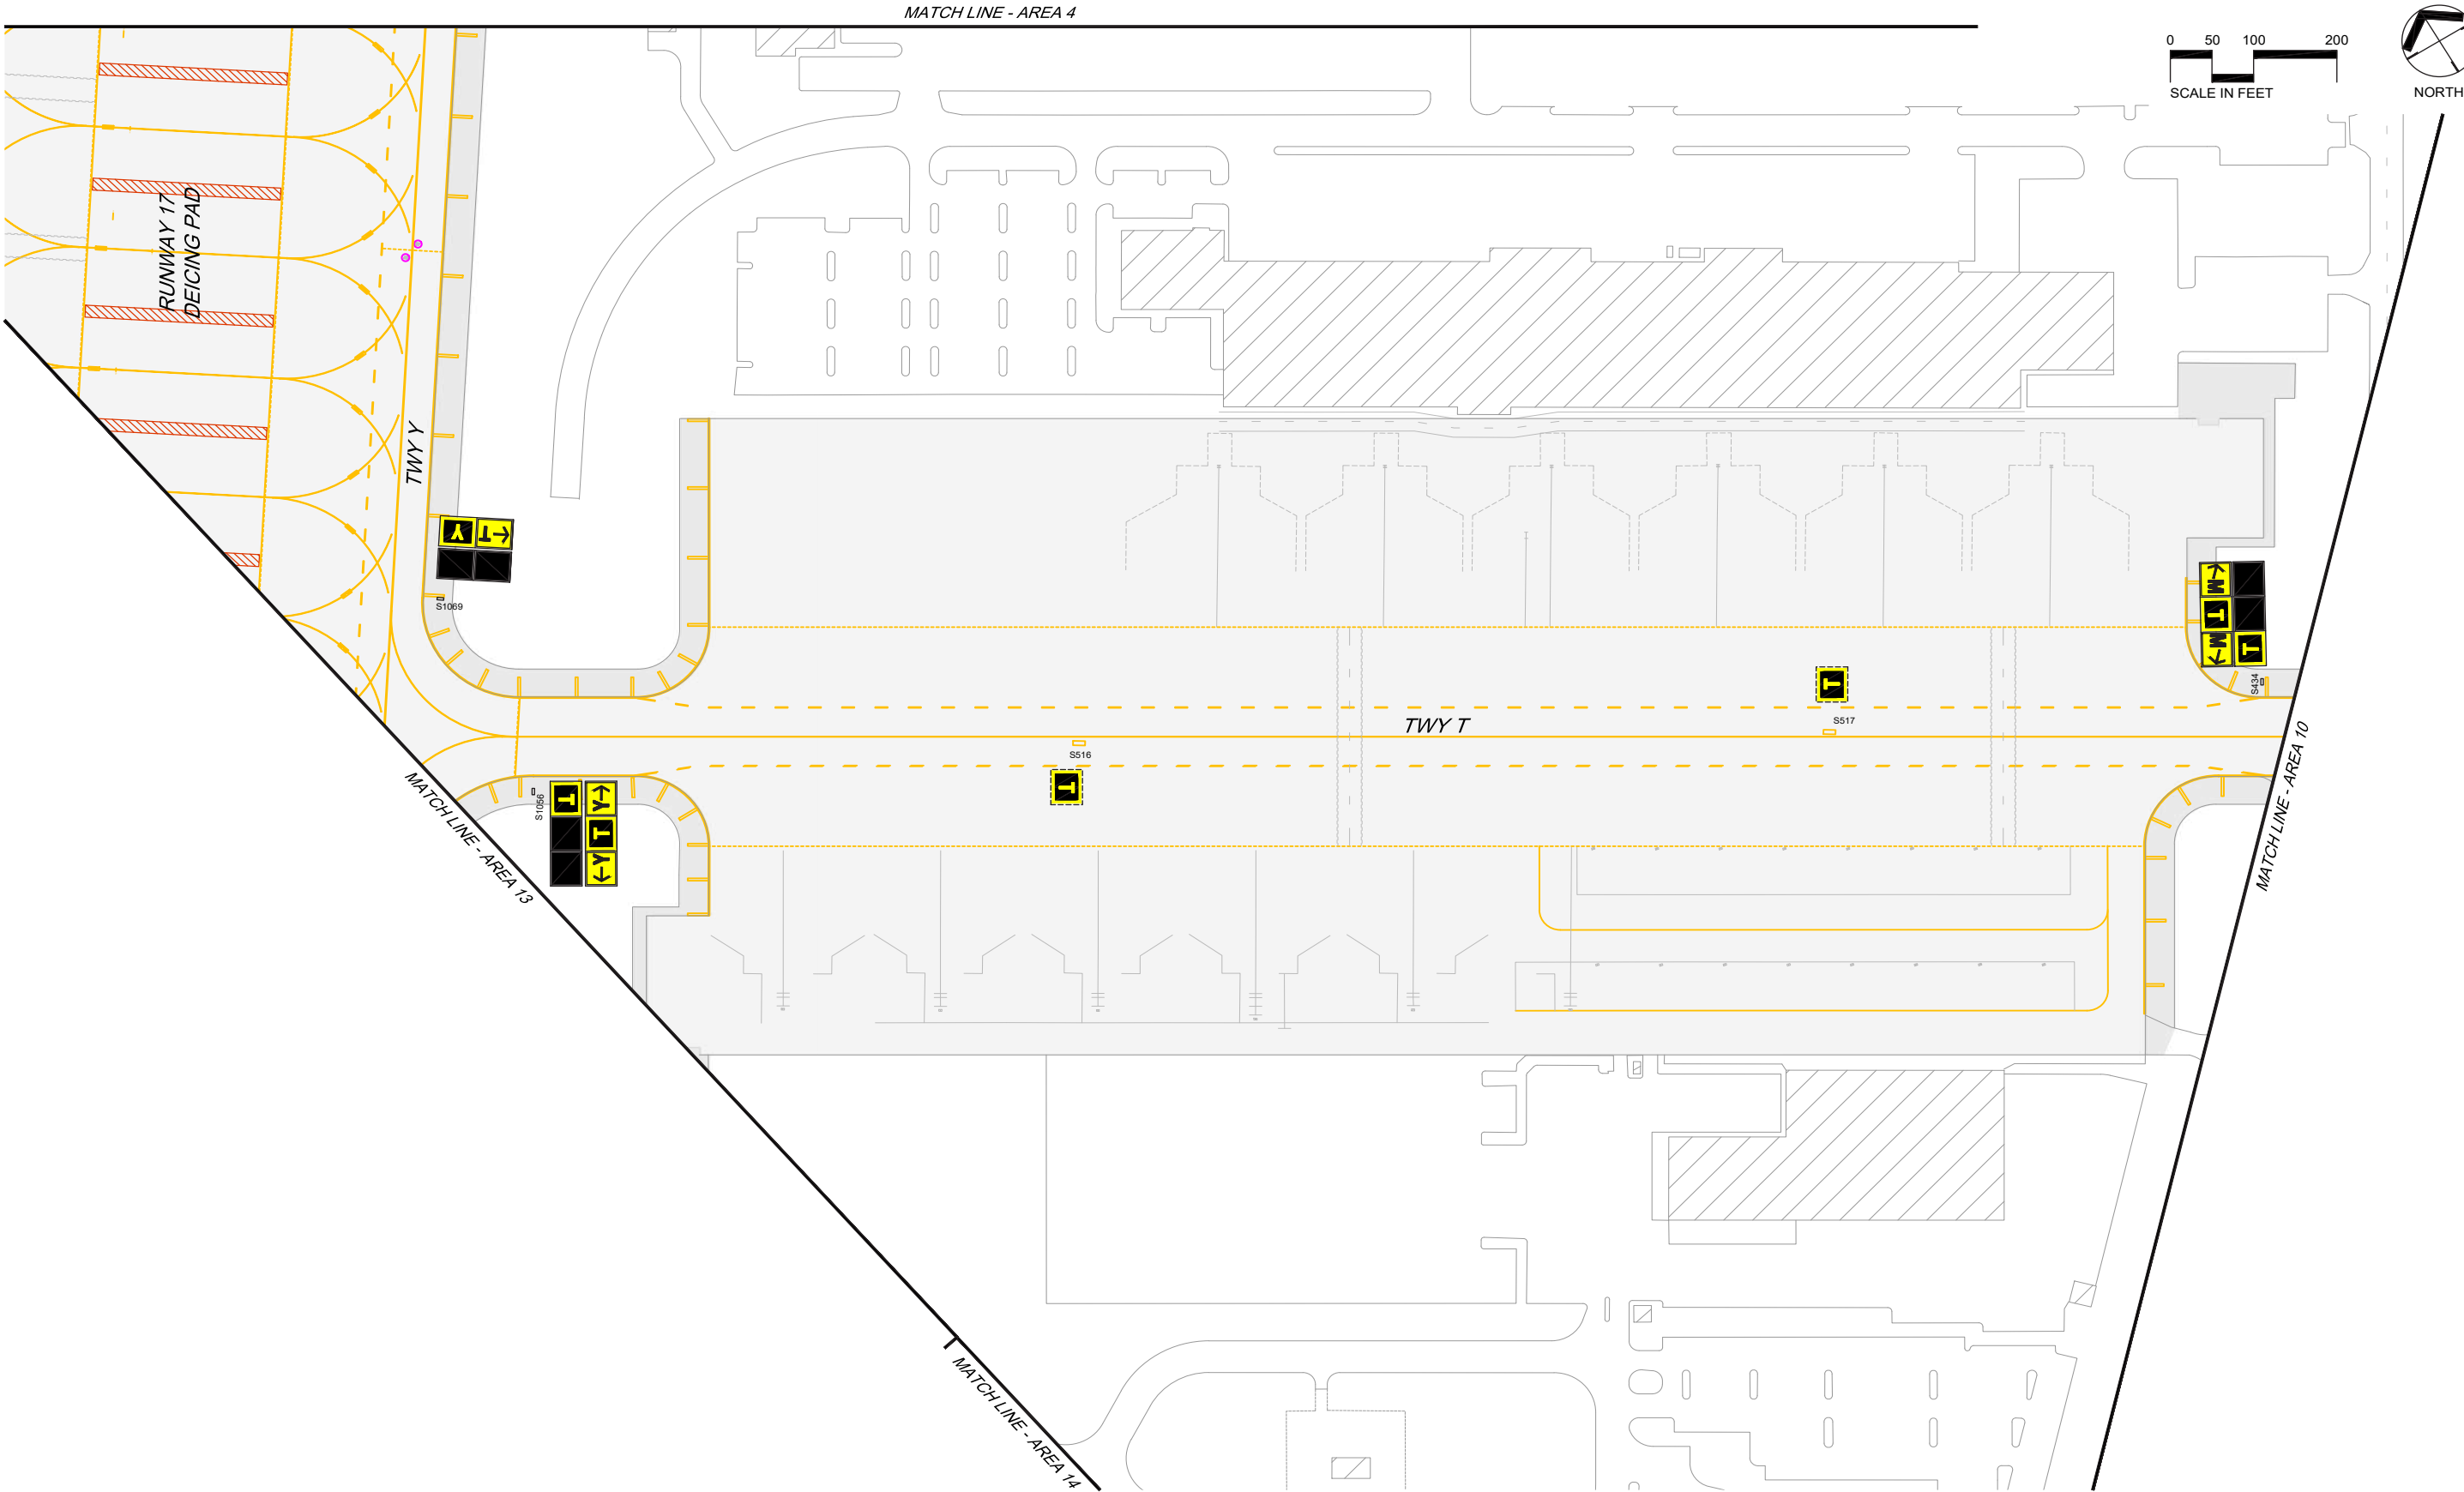 MATCH LINE - AREA 4
0 50 100 200
SCALE IN FEET
NORTH
RUNWAY 17
DEICING PAD
TWY Y
Y T→
S1069
←M T M→
T
S434
T
S517
TWY T
S516
T
T
←Y T Y→
S1056
MATCH LINE - AREA 13
MATCH LINE - AREA 10
MATCH LINE - AREA 14